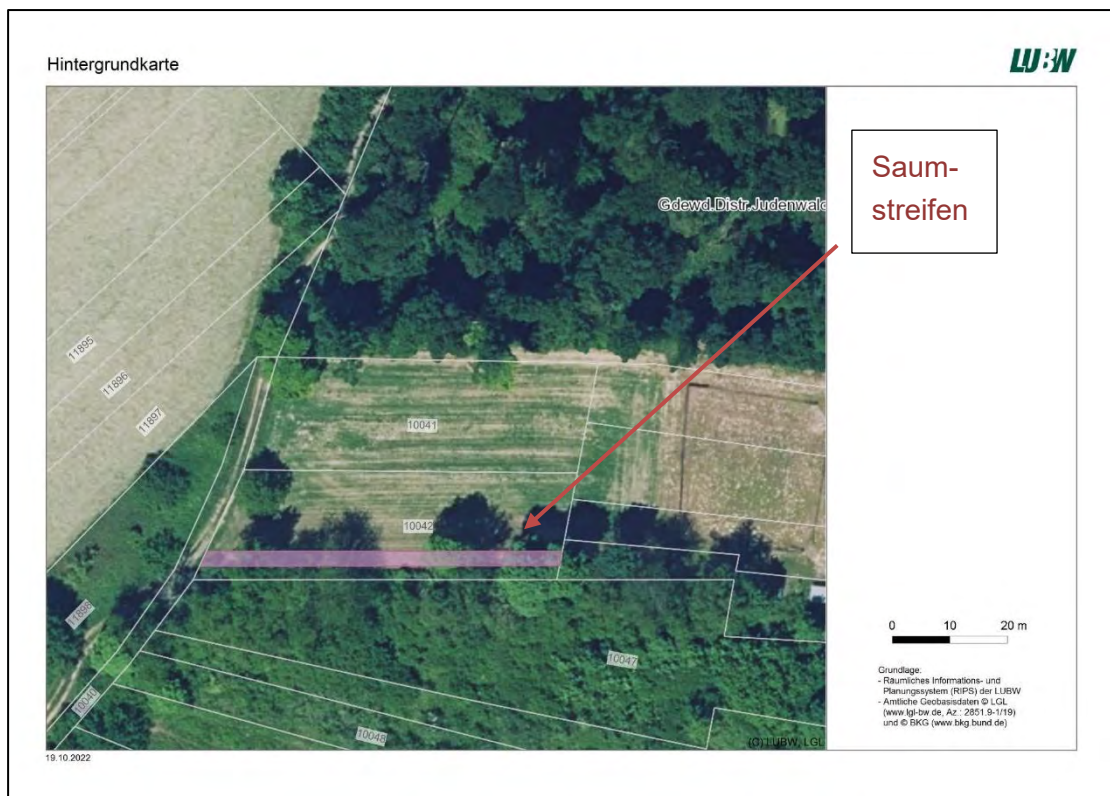 Hintergrundkarte
LUBW
Saum-
streifen
Gdewd.Distr.Judenwald
11895
11896
11897
10041
10042
11898
10047
10040
10048
0 10 20 m
Grundlage:
- Räumliches Informations- und
Planungssystem (RIPS) der LUBW
- Amtliche Geobasisdaten © LGL
(www.lgl-bw.de, Az.: 2851.9-1/19)
und © BKG (www.bkg.bund.de)
(C) LUBW, LGL
19.10.2022